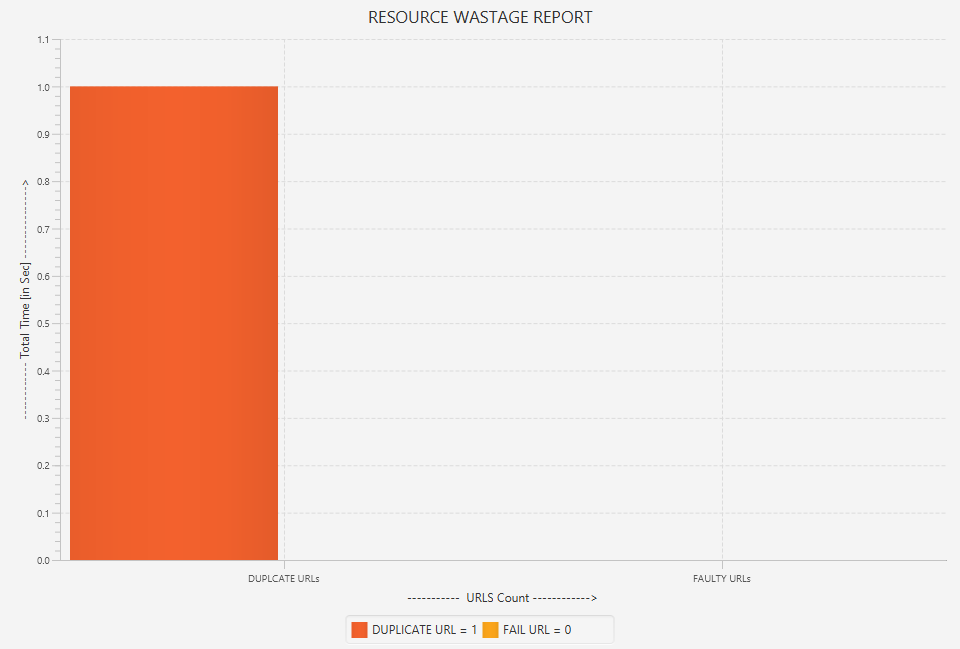 RESOURCE WASTAGE REPORT
1.1
1.0
0.9
0.8
0.7
0.6
0.5
0.4
0.3
0.2
0.1
0.0
----------- Total Time [in Sec] ------------->
DUPLCATE URLs
FAULTY URLs
----------- URLS Count ------------>
DUPLICATE URL = 1 FAIL URL = 0